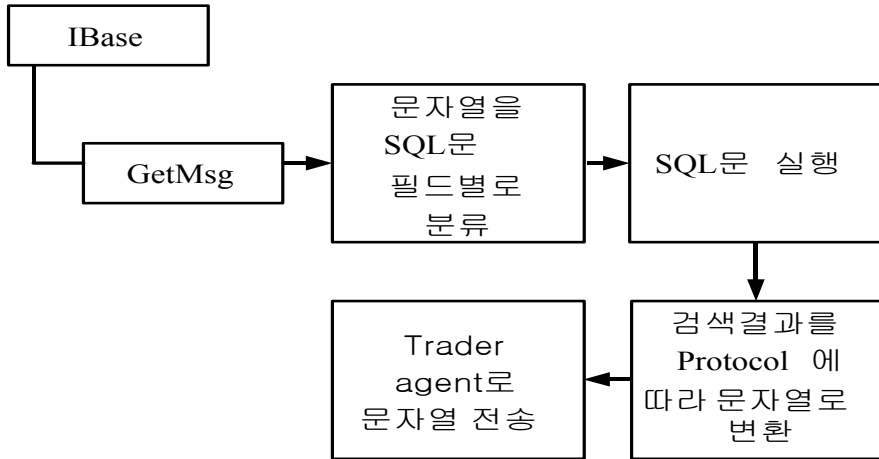 IBase
GetMsg
문자열을
SQL문
필드별로
분류
SQL문 실행
검색결과를
Protocol 에
따라 문자열로
변환
Trader
agent로
문자열 전송